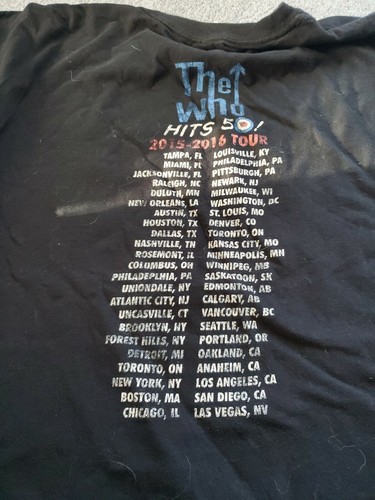 The Who
HITS 50!
2015-2016 TOUR
TAMPA, FL
MIAMI, FL
JACKSONVILLE, FL
RALEIGH, NC
DULUTH, MN
NEW ORLEANS, LA
AUSTIN, TX
HOUSTON, TX
DALLAS, TX
NASHVILLE, TN
ROSEMONT, IL
COLUMBUS, OH
PHILADEPLHIA, PA
UNIONDALE, NY
ATLANTIC CITY, NJ
UNCASVILLE, CT
BROOKLYN, NY
FOREST HILLS, NY
DETROIT, MI
TORONTO, ON
NEW YORK, NY
BOSTON, MA
CHICAGO, IL
LOUISVILLE, KY
PHILADEPLHIA, PA
PITTSBURGH, PA
NEWARK, NJ
MILWAUKEE, WI
WASHINGTON, DC
ST. LOUIS, MO
DENVER, CO
TORONTO, ON
KANSAS CITY, MO
MINNEAPOLIS, MN
WINNIPEG, MB
SASKATOON, SK
EDMONTON, AB
CALGARY, AB
VANCOUVER, BC
SEATTLE, WA
PORTLAND, OR
OAKLAND, CA
ANAHEIM, CA
LOS ANGELES, CA
SAN DIEGO, CA
LAS VEGAS, NV